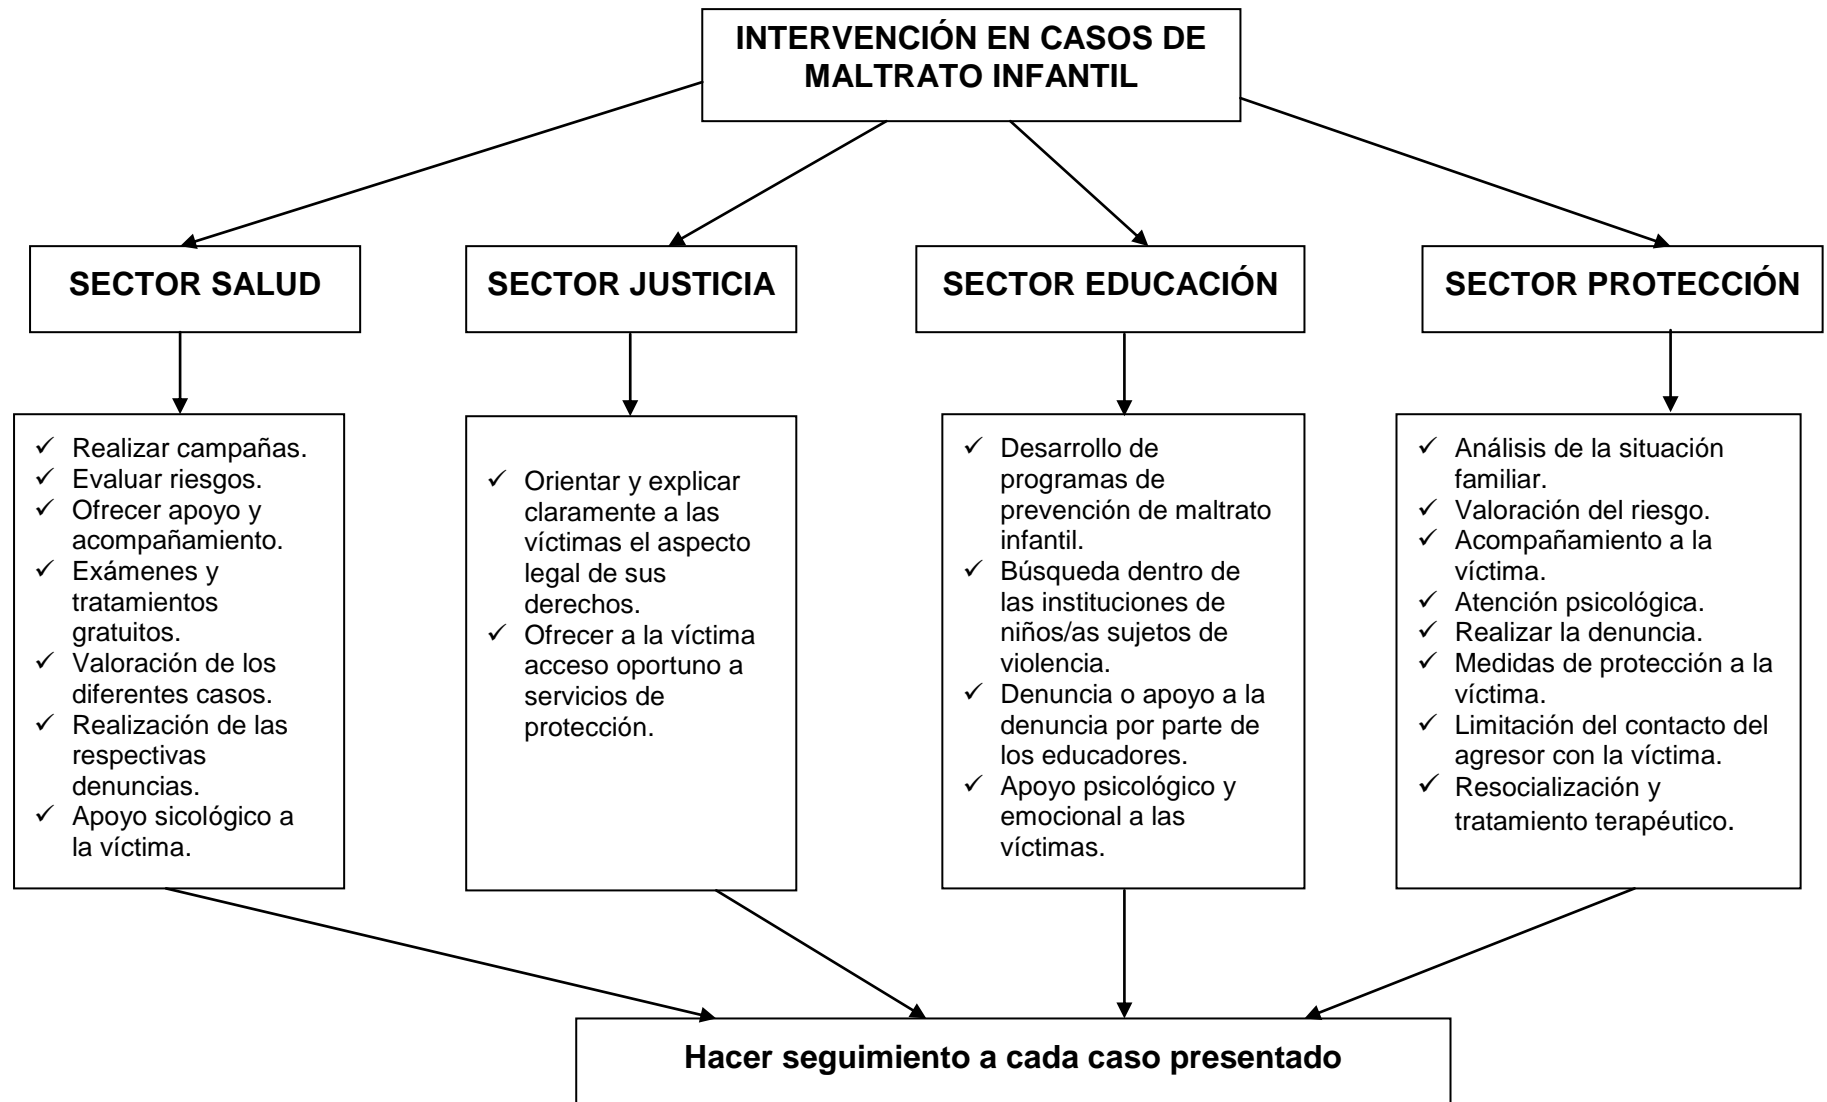 INTERVENCIÓN EN CASOS DE
MALTRATO INFANTIL
SECTOR SALUD
SECTOR JUSTICIA
SECTOR EDUCACIÓN
SECTOR PROTECCIÓN
✓ Realizar campañas.
✓ Evaluar riesgos.
✓ Ofrecer apoyo y
acompañamiento.
✓ Exámenes y
tratamientos
gratuitos.
✓ Valoración de los
diferentes casos.
✓ Realización de las
respectivas
denuncias.
✓ Apoyo sicológico a
la víctima.
✓ Orientar y explicar
claramente a las
víctimas el aspecto
legal de sus
derechos.
✓ Ofrecer a la víctima
acceso oportuno a
servicios de
protección.
✓ Desarrollo de
programas de
prevención de maltrato
infantil.
✓ Búsqueda dentro de
las instituciones de
niños/as sujetos de
violencia.
✓ Denuncia o apoyo a la
denuncia por parte de
los educadores.
✓ Apoyo psicológico y
emocional a las
víctimas.
✓ Análisis de la situación
familiar.
✓ Valoración del riesgo.
✓ Acompañamiento a la
víctima.
✓ Atención psicológica.
✓ Realizar la denuncia.
✓ Medidas de protección a la
víctima.
✓ Limitación del contacto del
agresor con la víctima.
✓ Resocialización y
tratamiento terapéutico.
Hacer seguimiento a cada caso presentado